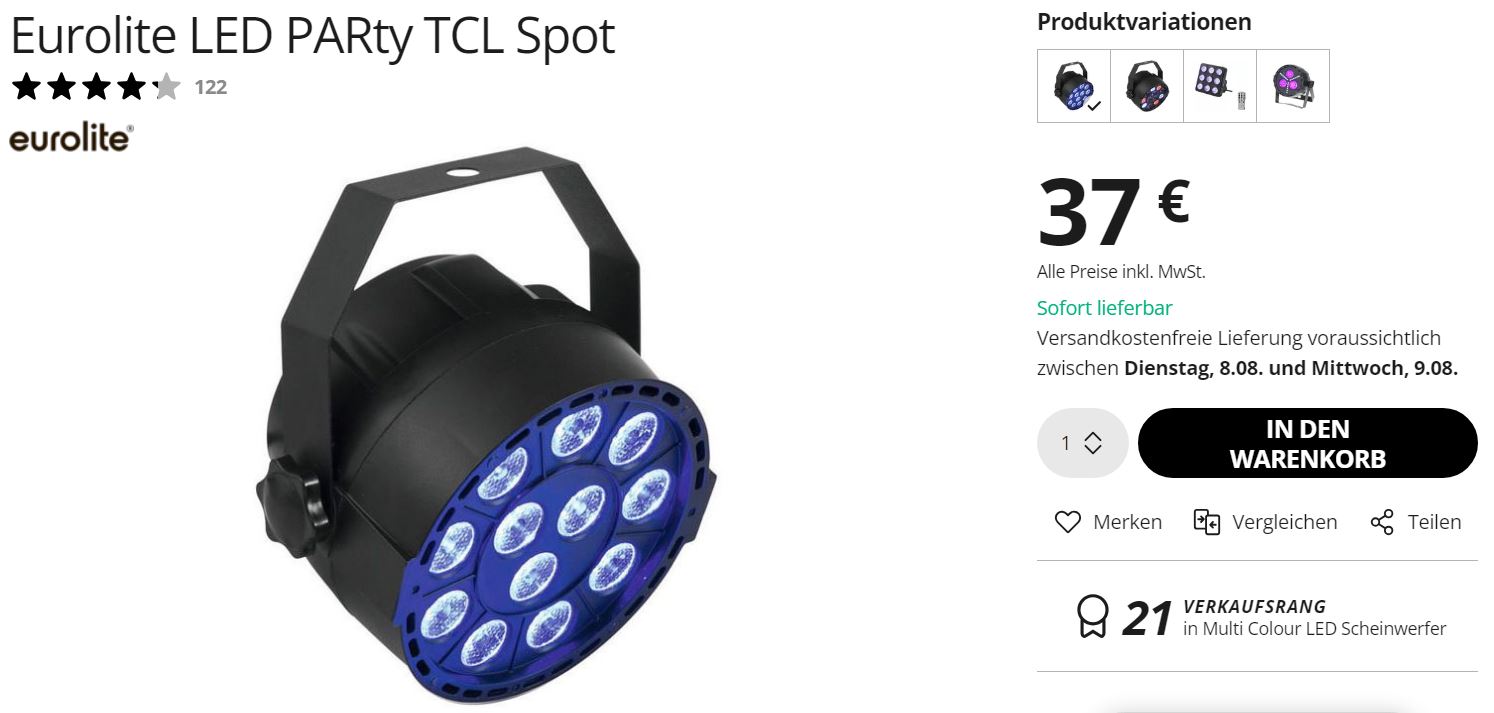 Eurolite LED PARty TCL Spot
122
eurolite®
Produktvariationen
37 €
Alle Preise inkl. MwSt.
Sofort lieferbar
Versandkostenfreie Lieferung voraussichtlich
zwischen Dienstag, 8.08. und Mittwoch, 9.08.
1
IN DEN
WARENKORB
Merken
Vergleichen
Teilen
21 VERKAUFSRANG
in Multi Colour LED Scheinwerfer